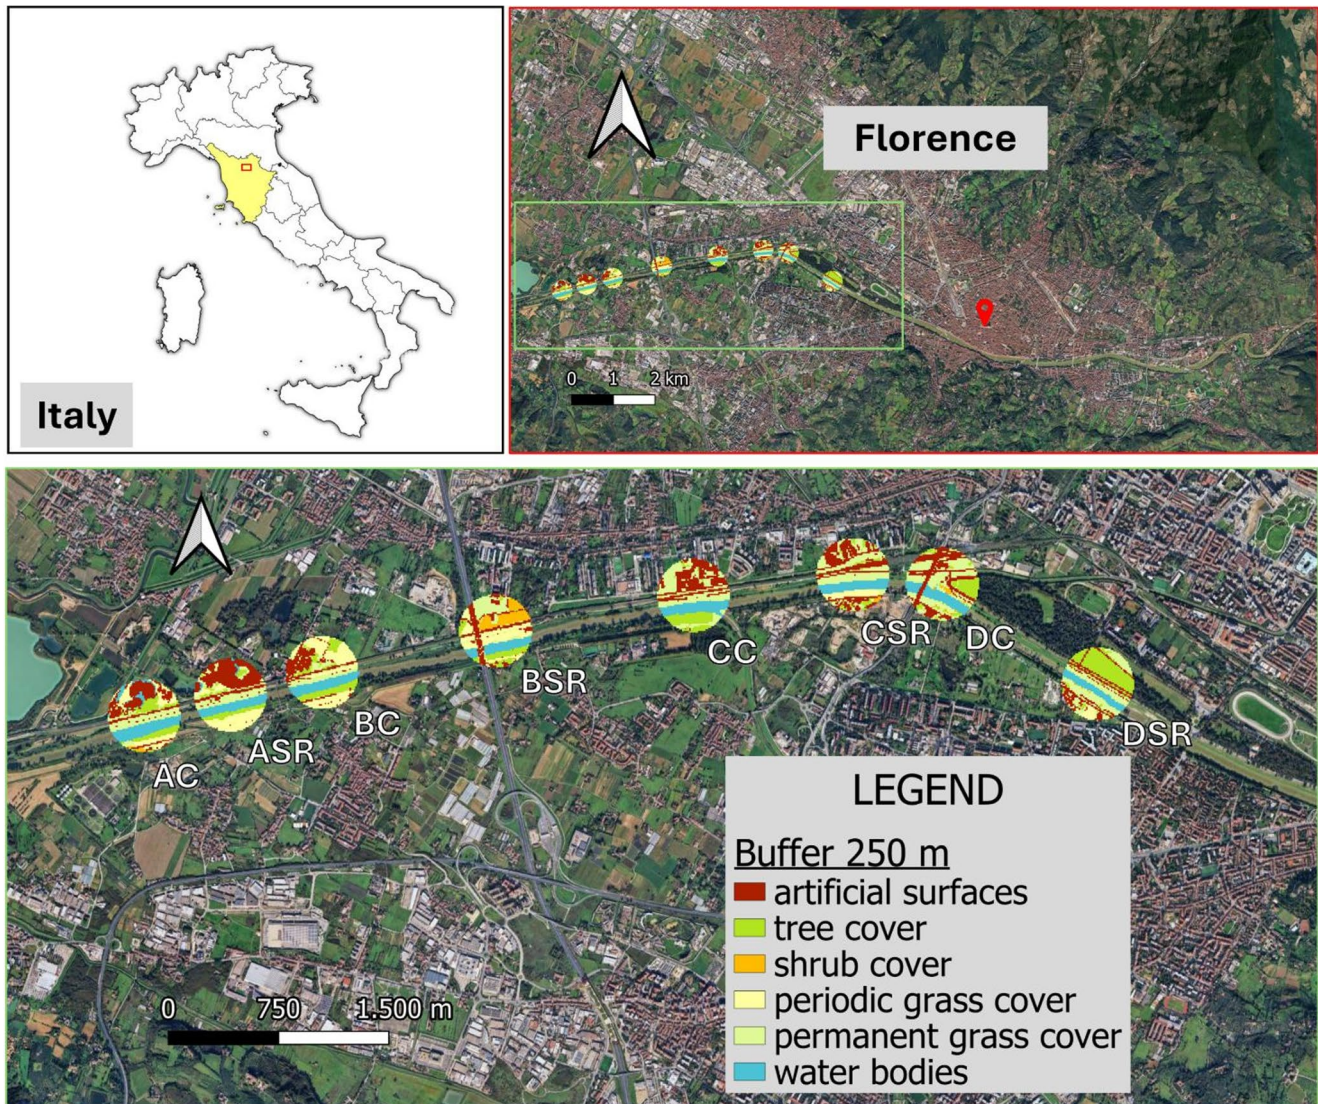 Italy
Florence
0 1 2 km
AC
ASR
BC
BSR
CC
CSR
DC
DSR
0 750 1.500 m
LEGEND
Buffer 250 m
artificial surfaces
tree cover
shrub cover
periodic grass cover
permanent grass cover
water bodies